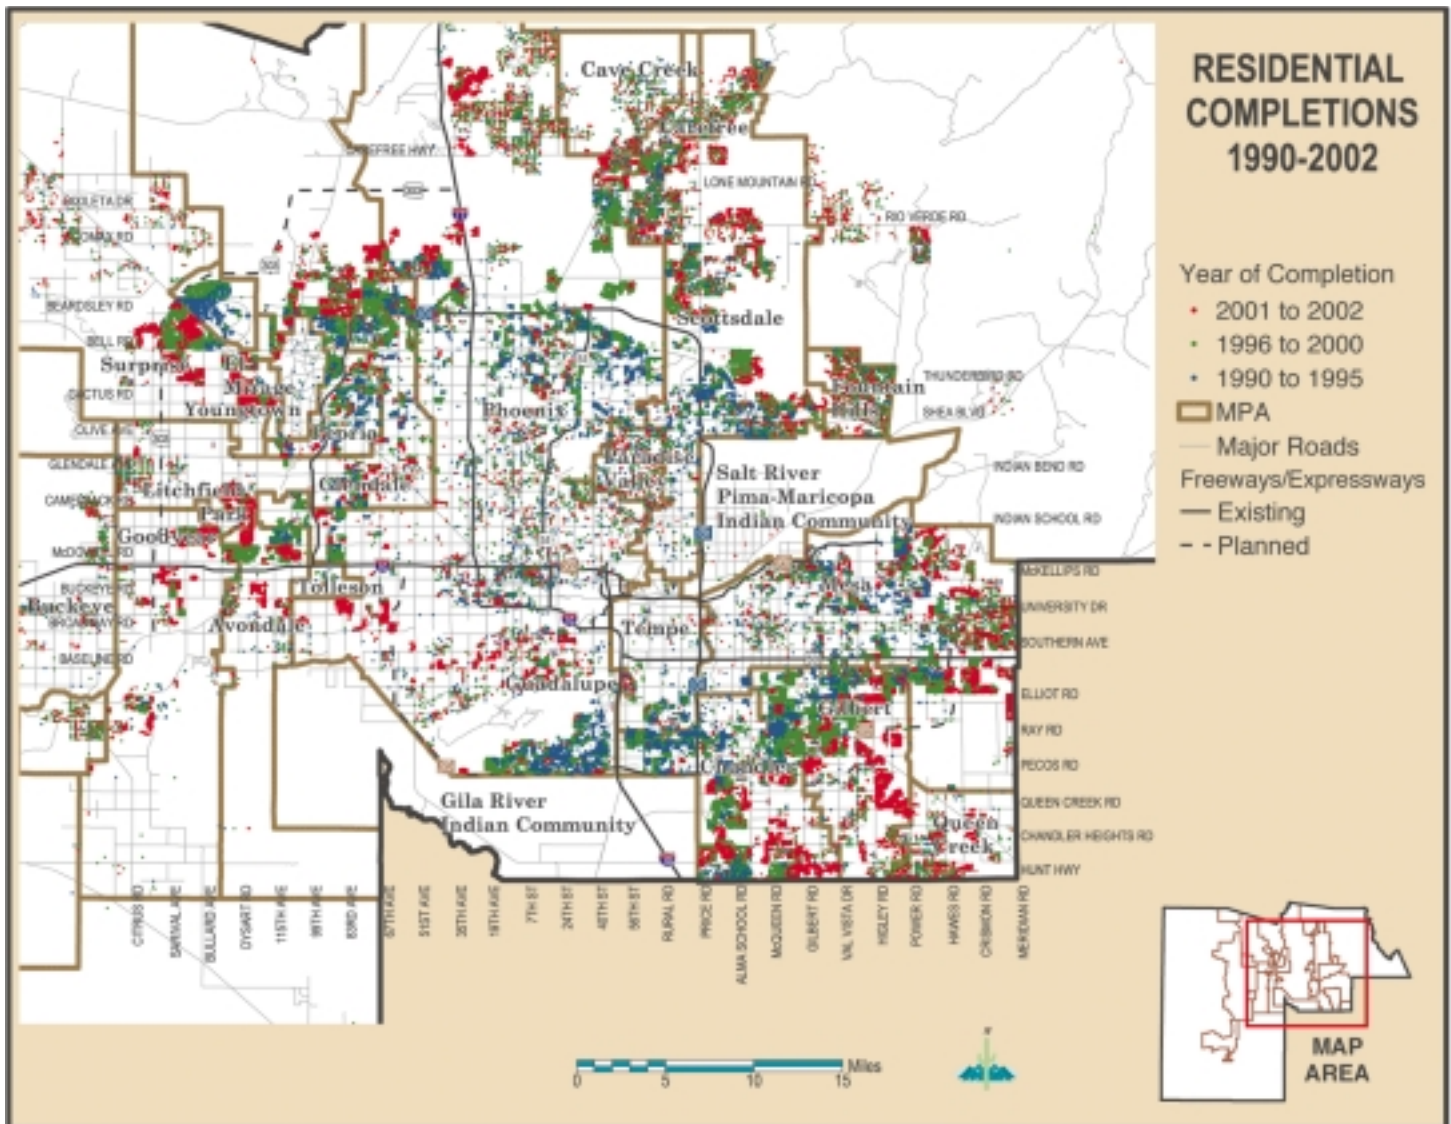 RESIDENTIAL
COMPLETIONS
1990-2002
Year of Completion
2001 to 2002
1996 to 2000
1990 to 1995
MPA
Major Roads
Freeways/Expressways
Existing
Planned
Cave Creek
Carefree
CAREFREE HWY
LONE MOUNTAIN RD
RIO VERDE RD
303
303
BEARDSLEY RD
BELL RD
Scottsdale
Surprise
El
Mirage
Youngtown
CACTUS RD
OLIVE AVE
303
Phoenix
Peoria
Fountain
Hills
THUNDERBIRD RD
SHEA BLVD
Paradise
Valley
GLENDALE AVE
Glendale
Litchfield
Park
Salt River
Pima-Maricopa
Indian Community
INDIAN BEND RD
INDIAN SCHOOL RD
Goodyear
McDOWELL RD
Tolleson
BUCKEYE RD
Buckeye
BROADWAY RD
Avondale
BASELINE RD
Mesa
McKELLIPS RD
UNIVERSITY DR
SOUTHERN AVE
Tempe
Guadalupe
Gilbert
ELLIOT RD
RAY RD
PECOS RD
Chandler
QUEEN CREEK RD
CHANDLER HEIGHTS RD
HUNT HWY
Queen
Creek
Gila River
Indian Community
CITRUS RD
SARIVAL AVE
BULLARD AVE
DYSART RD
115TH AVE
99TH AVE
83RD AVE
67TH AVE
51ST AVE
35TH AVE
19TH AVE
7TH ST
24TH ST
40TH ST
56TH ST
RURAL RD
PRICE RD
ALMA SCHOOL RD
McQUEEN RD
GILBERT RD
VAL VISTA DR
HIGLEY RD
POWER RD
HAWES RD
CRISMON RD
MERIDIAN RD
Miles
0 5 10 15
MAP
AREA